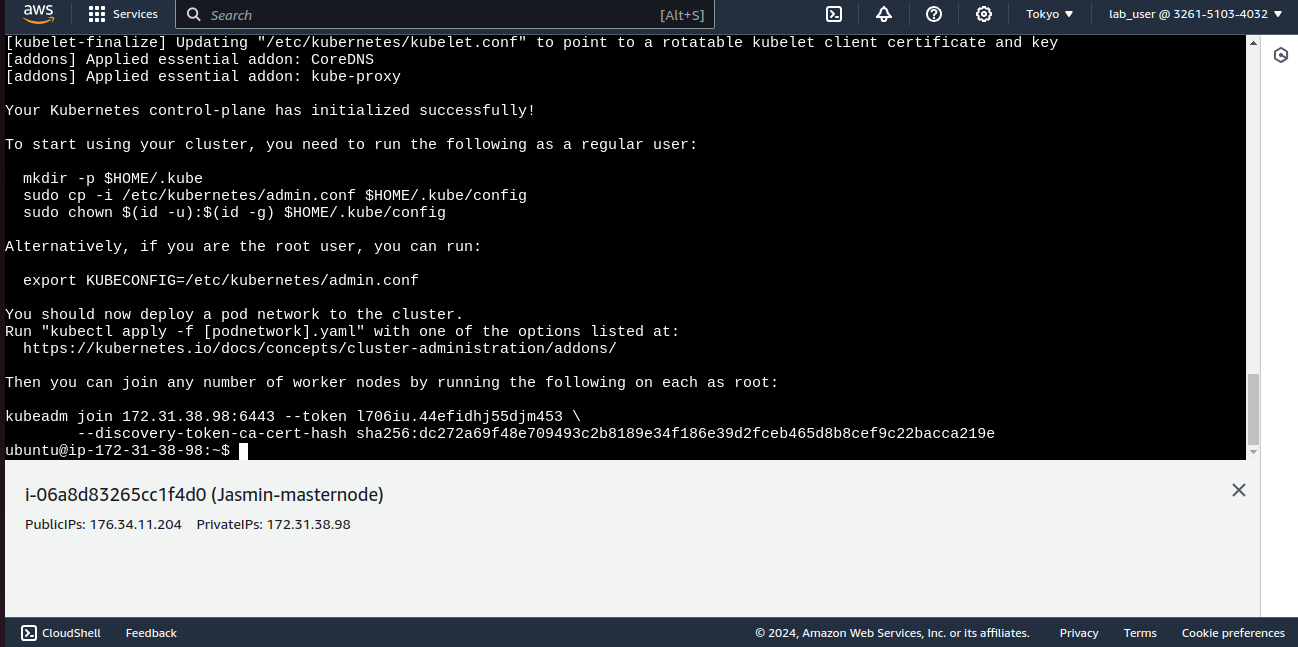 aws
Services
Search
[Alt+S]
Tokyo
lab_user @ 3261-5103-4032
[kubelet-finalize] Updating "/etc/kubernetes/kubelet.conf" to point to a rotatable kubelet client certificate and key
[addons] Applied essential addon: CoreDNS
[addons] Applied essential addon: kube-proxy
Your Kubernetes control-plane has initialized successfully!
To start using your cluster, you need to run the following as a regular user:
mkdir -p $HOME/.kube
sudo cp -i /etc/kubernetes/admin.conf $HOME/.kube/config
sudo chown $(id -u):$(id -g) $HOME/.kube/config
Alternatively, if you are the root user, you can run:
export KUBECONFIG=/etc/kubernetes/admin.conf
You should now deploy a pod network to the cluster.
Run "kubectl apply -f [podnetwork].yaml" with one of the options listed at:
https://kubernetes.io/docs/concepts/cluster-administration/addons/
Then you can join any number of worker nodes by running the following on each as root:
kubeadm join 172.31.38.98:6443 --token l706iu.44efidhj55djm453 \
--discovery-token-ca-cert-hash sha256:dc272a69f48e709493c2b8189e34f186e39d2fceb465d8b8cef9c22bacca219e
ubuntu@ip-172-31-38-98:~$
i-06a8d83265cc1f4d0 (Jasmin-masternode)
PublicIPs: 176.34.11.204 PrivateIPs: 172.31.38.98
CloudShell
Feedback
© 2024, Amazon Web Services, Inc. or its affiliates.
Privacy
Terms
Cookie preferences